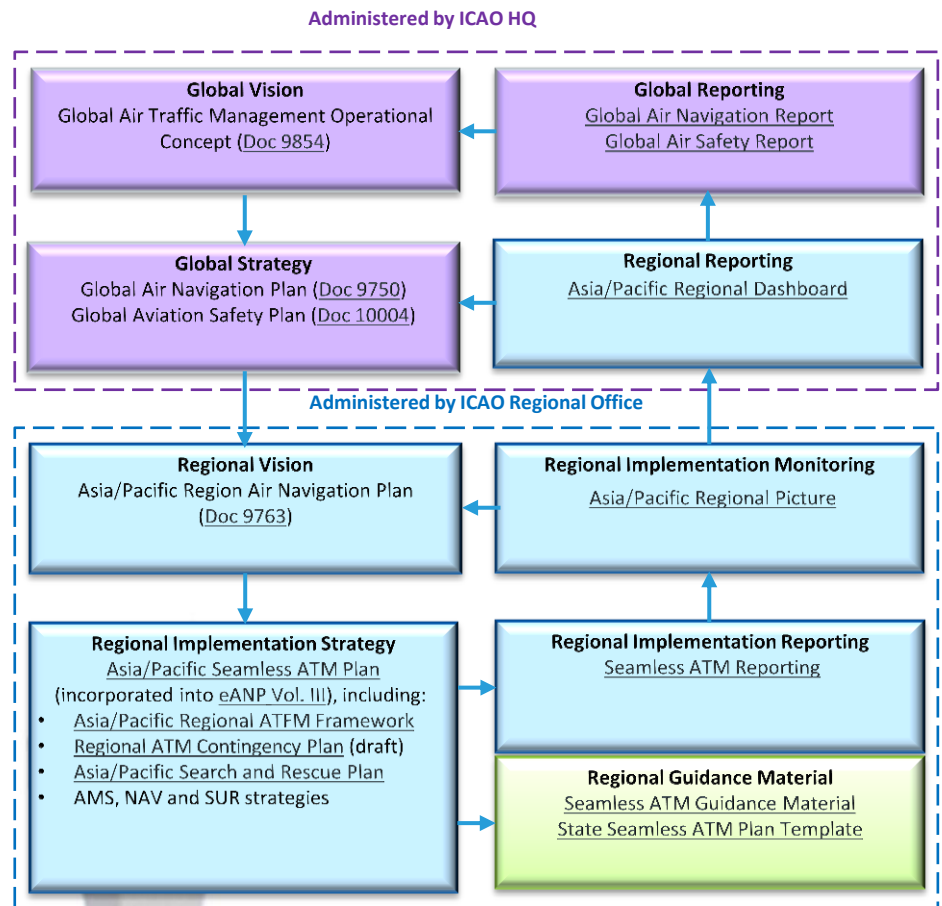 Administered by ICAO HQ
Global Vision
Global Air Traffic Management Operational
Concept (Doc 9854)
Global Reporting
Global Air Navigation Report
Global Air Safety Report
Global Strategy
Global Air Navigation Plan (Doc 9750)
Global Aviation Safety Plan (Doc 10004)
Regional Reporting
Asia/Pacific Regional Dashboard
Administered by ICAO Regional Office
Regional Vision
Asia/Pacific Region Air Navigation Plan
(Doc 9763)
Regional Implementation Monitoring
Asia/Pacific Regional Picture
Regional Implementation Strategy
Asia/Pacific Seamless ATM Plan
(incorporated into eANP Vol. III), including:
• Asia/Pacific Regional ATFM Framework
• Regional ATM Contingency Plan (draft)
• Asia/Pacific Search and Rescue Plan
• AMS, NAV and SUR strategies
Regional Implementation Reporting
Seamless ATM Reporting
Regional Guidance Material
Seamless ATM Guidance Material
State Seamless ATM Plan Template